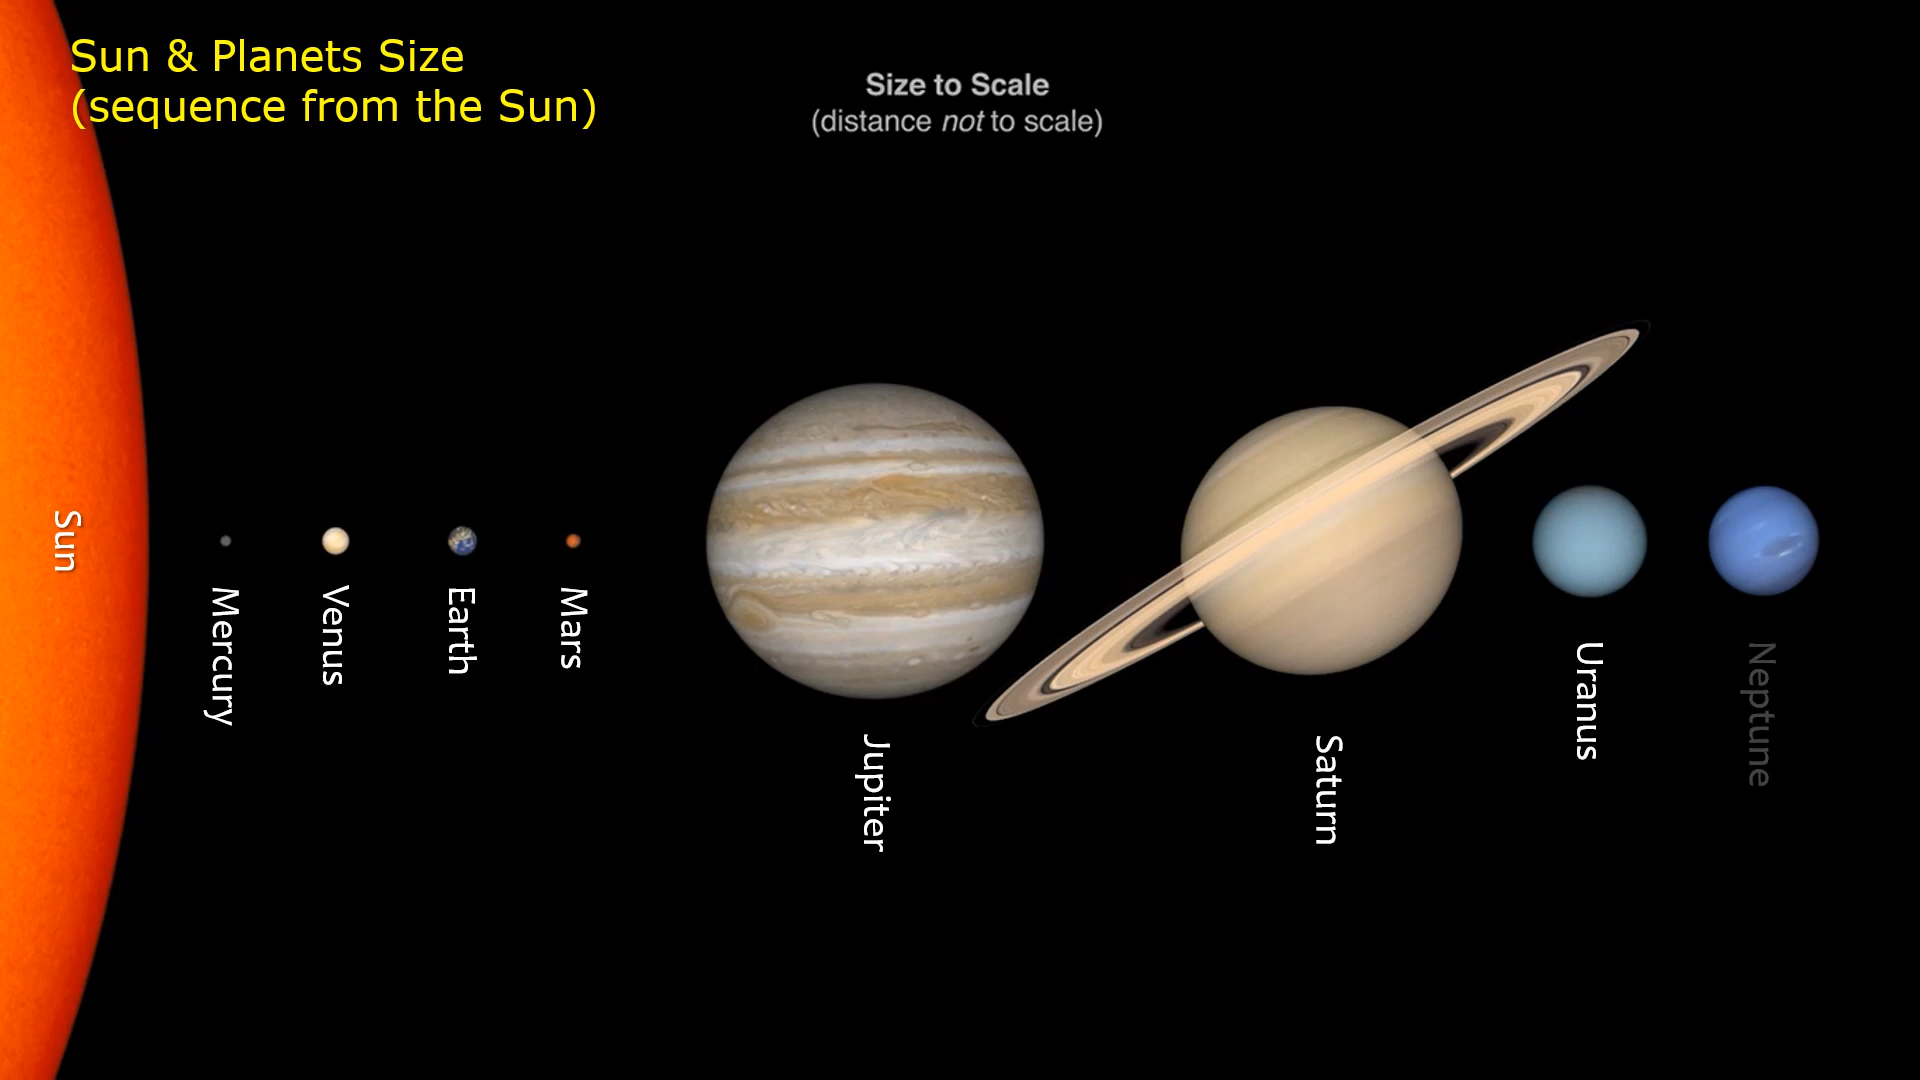 Sun & Planets Size
(sequence from the Sun)
Size to Scale
(distance not to scale)
Sun
Mercury
Venus
Earth
Mars
Jupiter
Saturn
Uranus
Neptune